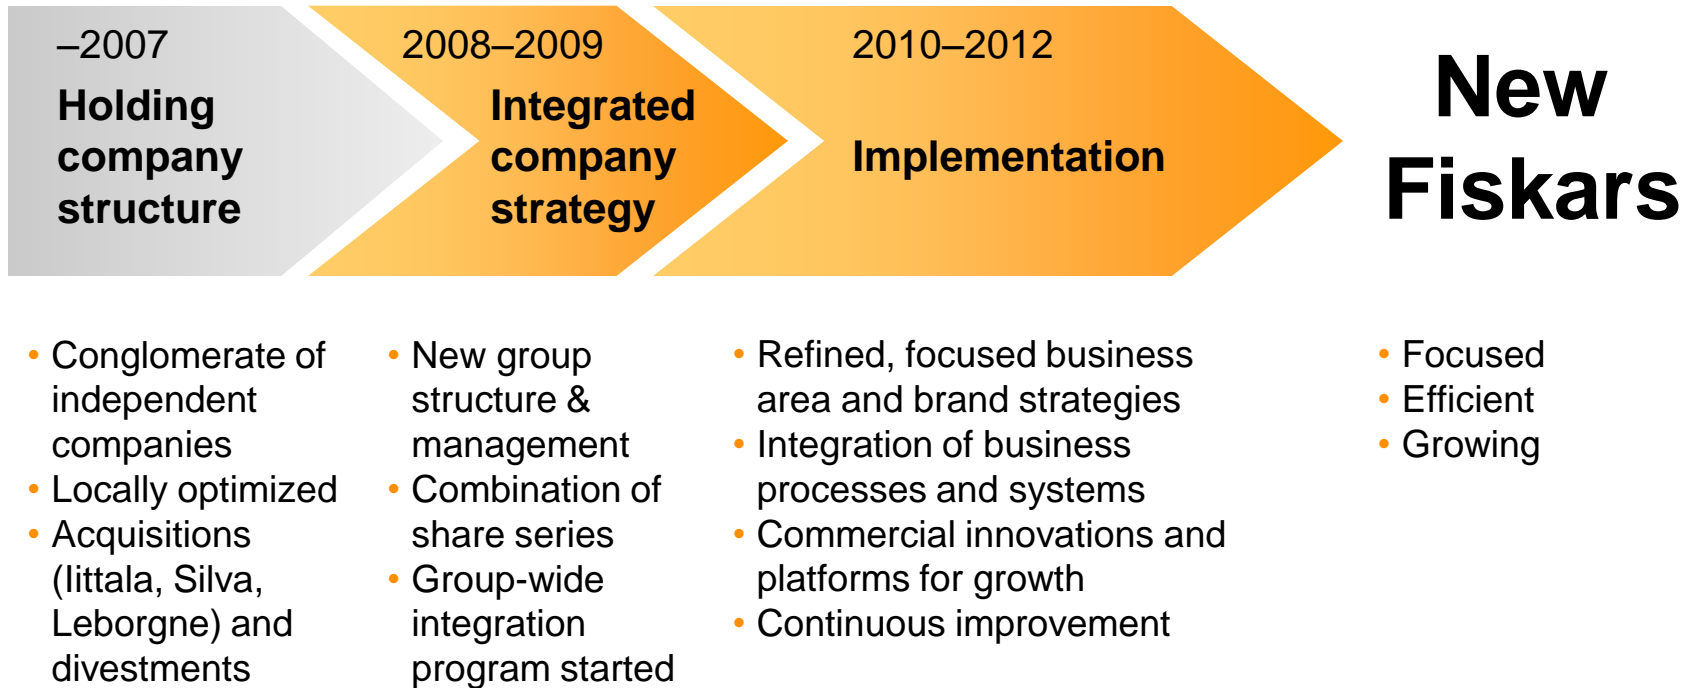 –2007
Holding
company
structure
2008–2009
Integrated
company
strategy
2010–2012
Implementation
New
Fiskars
• Conglomerate of
independent
companies
• Locally optimized
• Acquisitions
(Iittala, Silva,
Leborgne) and
divestments
• New group
structure &
management
• Combination of
share series
• Group-wide
integration
program started
• Refined, focused business
area and brand strategies
• Integration of business
processes and systems
• Commercial innovations and
platforms for growth
• Continuous improvement
• Focused
• Efficient
• Growing